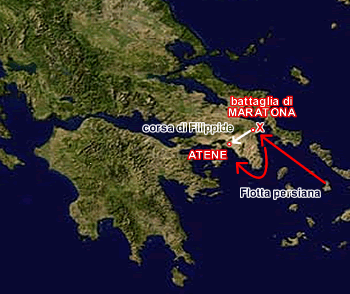 battaglia di
MARATONA
X
corsa di Filippide
ATENE
Flotta persiana